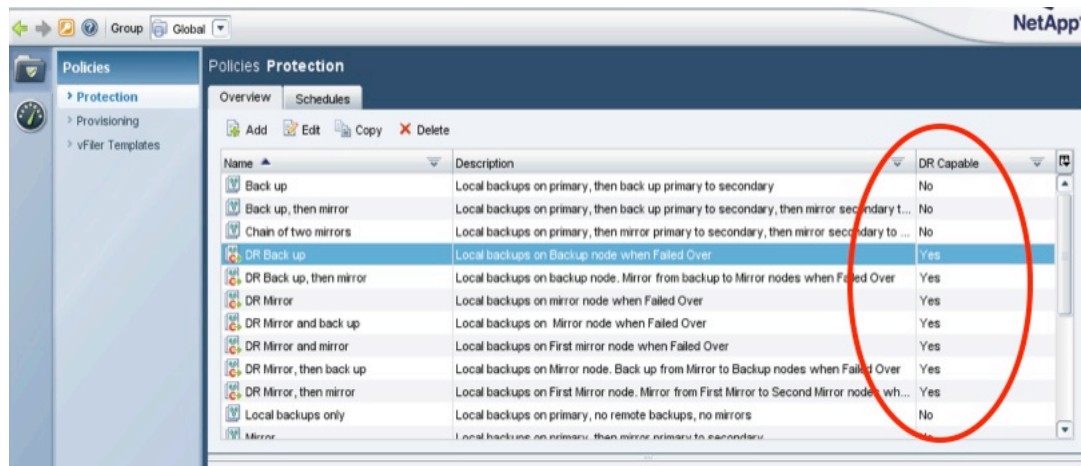 Group Global
NetApp
Policies
Policies Protection
Protection
Provisioning
vFiler Templates
Overview Schedules
Add Edit Copy Delete
Name Description DR Capable
Back up Local backups on primary, then back up primary to secondary No
Back up, then mirror Local backups on primary, then back up primary to secondary, then mirror secondary t... No
Chain of two mirrors Local backups on primary, then mirror primary to secondary, then mirror secondary to ... No
DR Back up Local backups on Backup node when Failed Over Yes
DR Back up, then mirror Local backups on backup node. Mirror from backup to Mirror nodes when Failed Over Yes
DR Mirror Local backups on mirror node when Failed Over Yes
DR Mirror and back up Local backups on Mirror node when Failed Over Yes
DR Mirror and mirror Local backups on First mirror node when Failed Over Yes
DR Mirror, then back up Local backups on Mirror node. Back up from Mirror to Backup nodes when Failed Over Yes
DR Mirror, then mirror Local backups on First Mirror node. Mirror from First Mirror to Second Mirror nodes wh... Yes
Local backups only Local backups on primary, no remote backups, no mirrors No
Mirror Local backups on primary, then mirror primary to secondary No